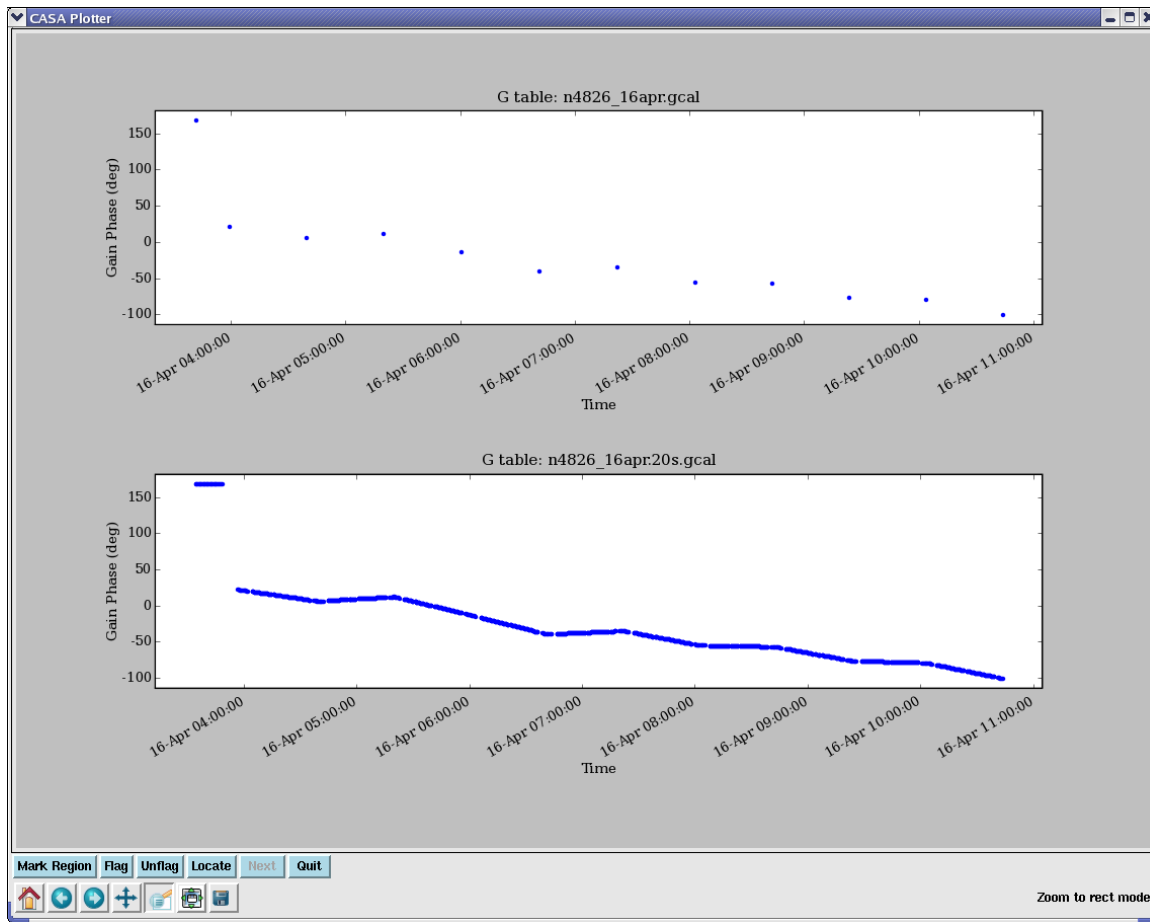 CASA Plotter
G table: n4826_16apr.gcal
Gain Phase (deg)
150
100
50
0
-50
-100
16-Apr 04:00:00
16-Apr 05:00:00
16-Apr 06:00:00
16-Apr 07:00:00
16-Apr 08:00:00
16-Apr 09:00:00
16-Apr 10:00:00
16-Apr 11:00:00
Time
G table: n4826_16apr.20s.gcal
Gain Phase (deg)
150
100
50
0
-50
-100
16-Apr 04:00:00
16-Apr 05:00:00
16-Apr 06:00:00
16-Apr 07:00:00
16-Apr 08:00:00
16-Apr 09:00:00
16-Apr 10:00:00
16-Apr 11:00:00
Time
Mark Region Flag Unflag Locate Next Quit
Zoom to rect mode